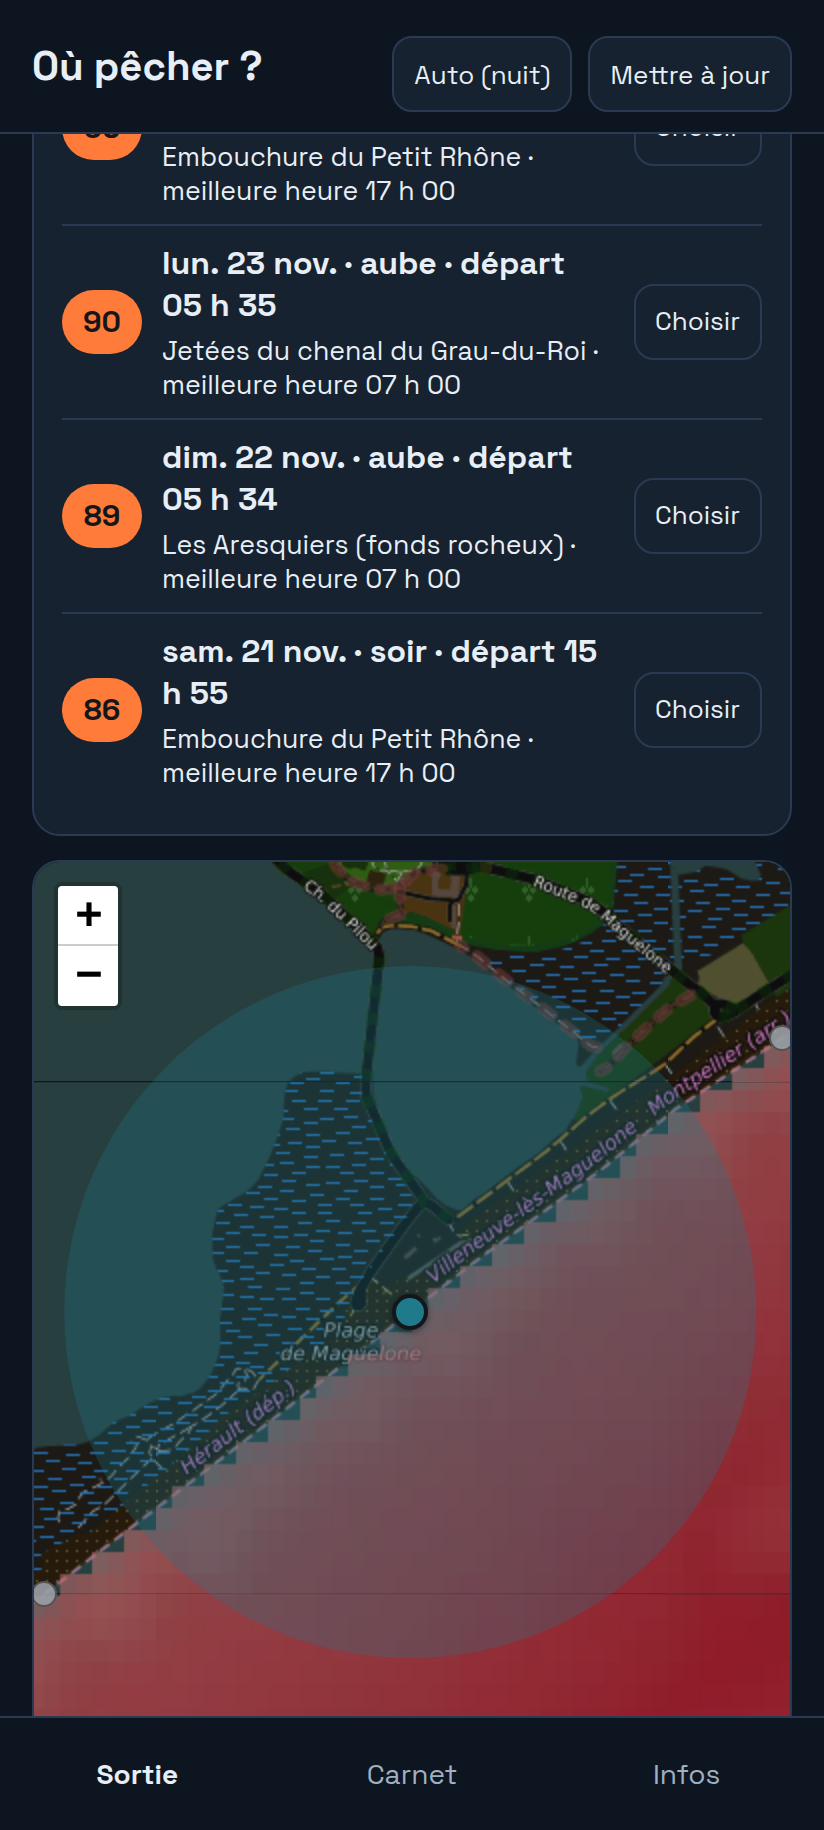 Où pêcher ?
Auto (nuit)
Mettre à jour
Embouchure du Petit Rhône ·
meilleure heure 17 h 00
lun. 23 nov. · aube · départ
05 h 35
90
Jetées du chenal du Grau-du-Roi ·
meilleure heure 07 h 00
Choisir
dim. 22 nov. · aube · départ
05 h 34
89
Les Aresquiers (fonds rocheux) ·
meilleure heure 07 h 00
Choisir
sam. 21 nov. · soir · départ 15
h 55
86
Embouchure du Petit Rhône ·
meilleure heure 17 h 00
Choisir
+
−
Ch. du Pilou
Route de Maguelone
Montpellier (arr.)
Villeneuve-lès-Maguelone
Plage
de Maguelone
Hérault (dép.)
Sortie
Carnet
Infos